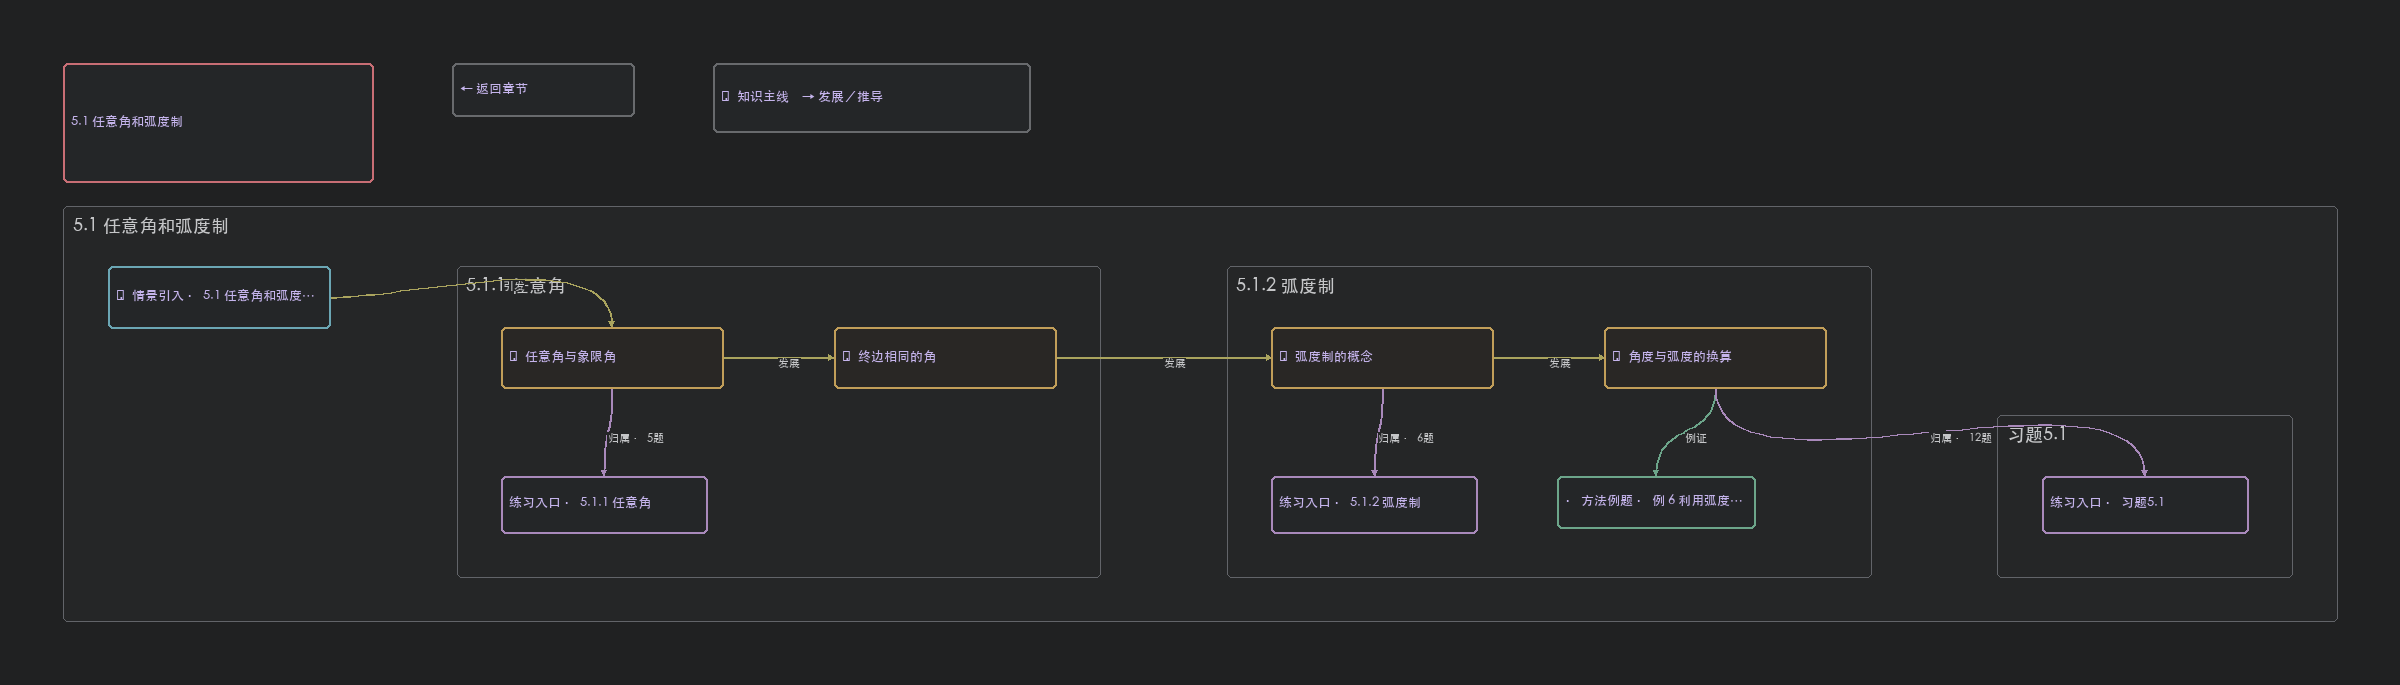 5.1 任意角和弧度制
← 返回章节
知识主线 → 发展／推导
5.1 任意角和弧度制
情景引入· 5.1 任意角和弧度…
引发
5.1.1 任意角
任意角与象限角
发展
终边相同的角
发展
归属· 5题
练习入口· 5.1.1 任意角
5.1.2 弧度制
弧度制的概念
发展
角度与弧度的换算
归属· 6题
例证
归属· 12题
练习入口· 5.1.2 弧度制
· 方法例题· 例 6 利用弧度…
习题5.1
练习入口· 习题5.1